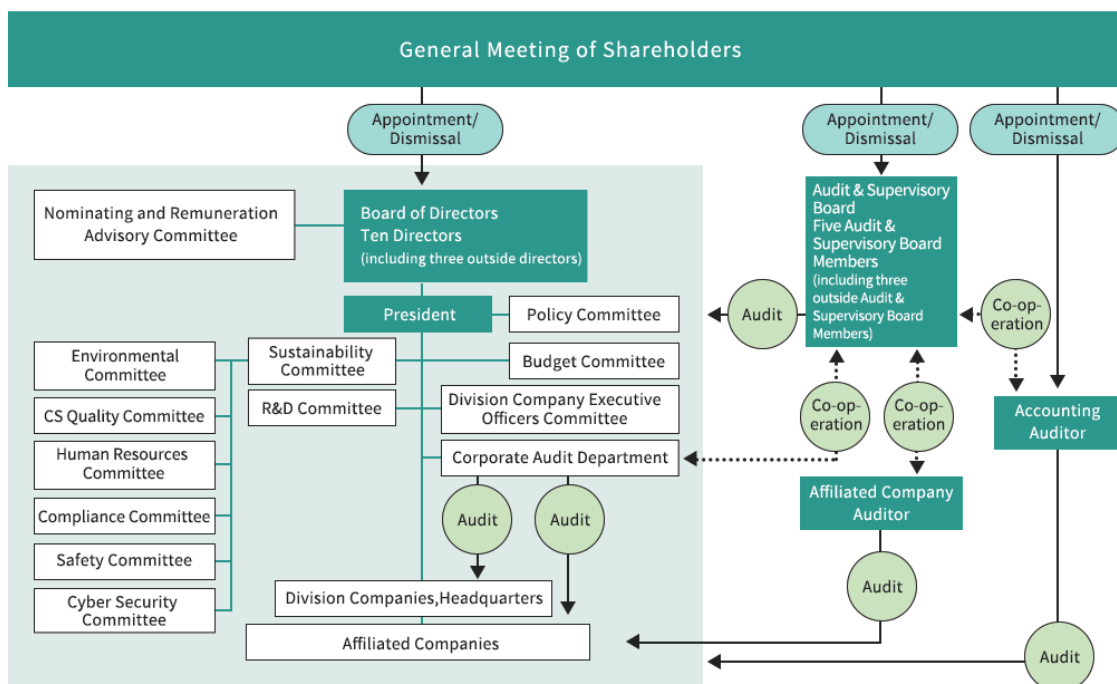 General Meeting of Shareholders
Appointment/
Dismissal
Appointment/
Dismissal
Appointment/
Dismissal
Nominating and Remuneration
Advisory Committee
Board of Directors
Ten Directors
(including three outside directors)
Audit & Supervisory
Board
Five Audit &
Supervisory Board
Members
(including three
outside Audit &
Supervisory Board
Members)
President
Policy Committee
Audit
Co-op-
eration
Environmental
Committee
Sustainability
Committee
Budget Committee
CS Quality Committee
R&D Committee
Division Company Executive
Officers Committee
Co-op-
eration
Co-op-
eration
Accounting
Auditor
Human Resources
Committee
Corporate Audit Department
Compliance Committee
Audit
Audit
Affiliated Company
Auditor
Safety Committee
Audit
Cyber Security
Committee
Division Companies,Headquarters
Affiliated Companies
Audit